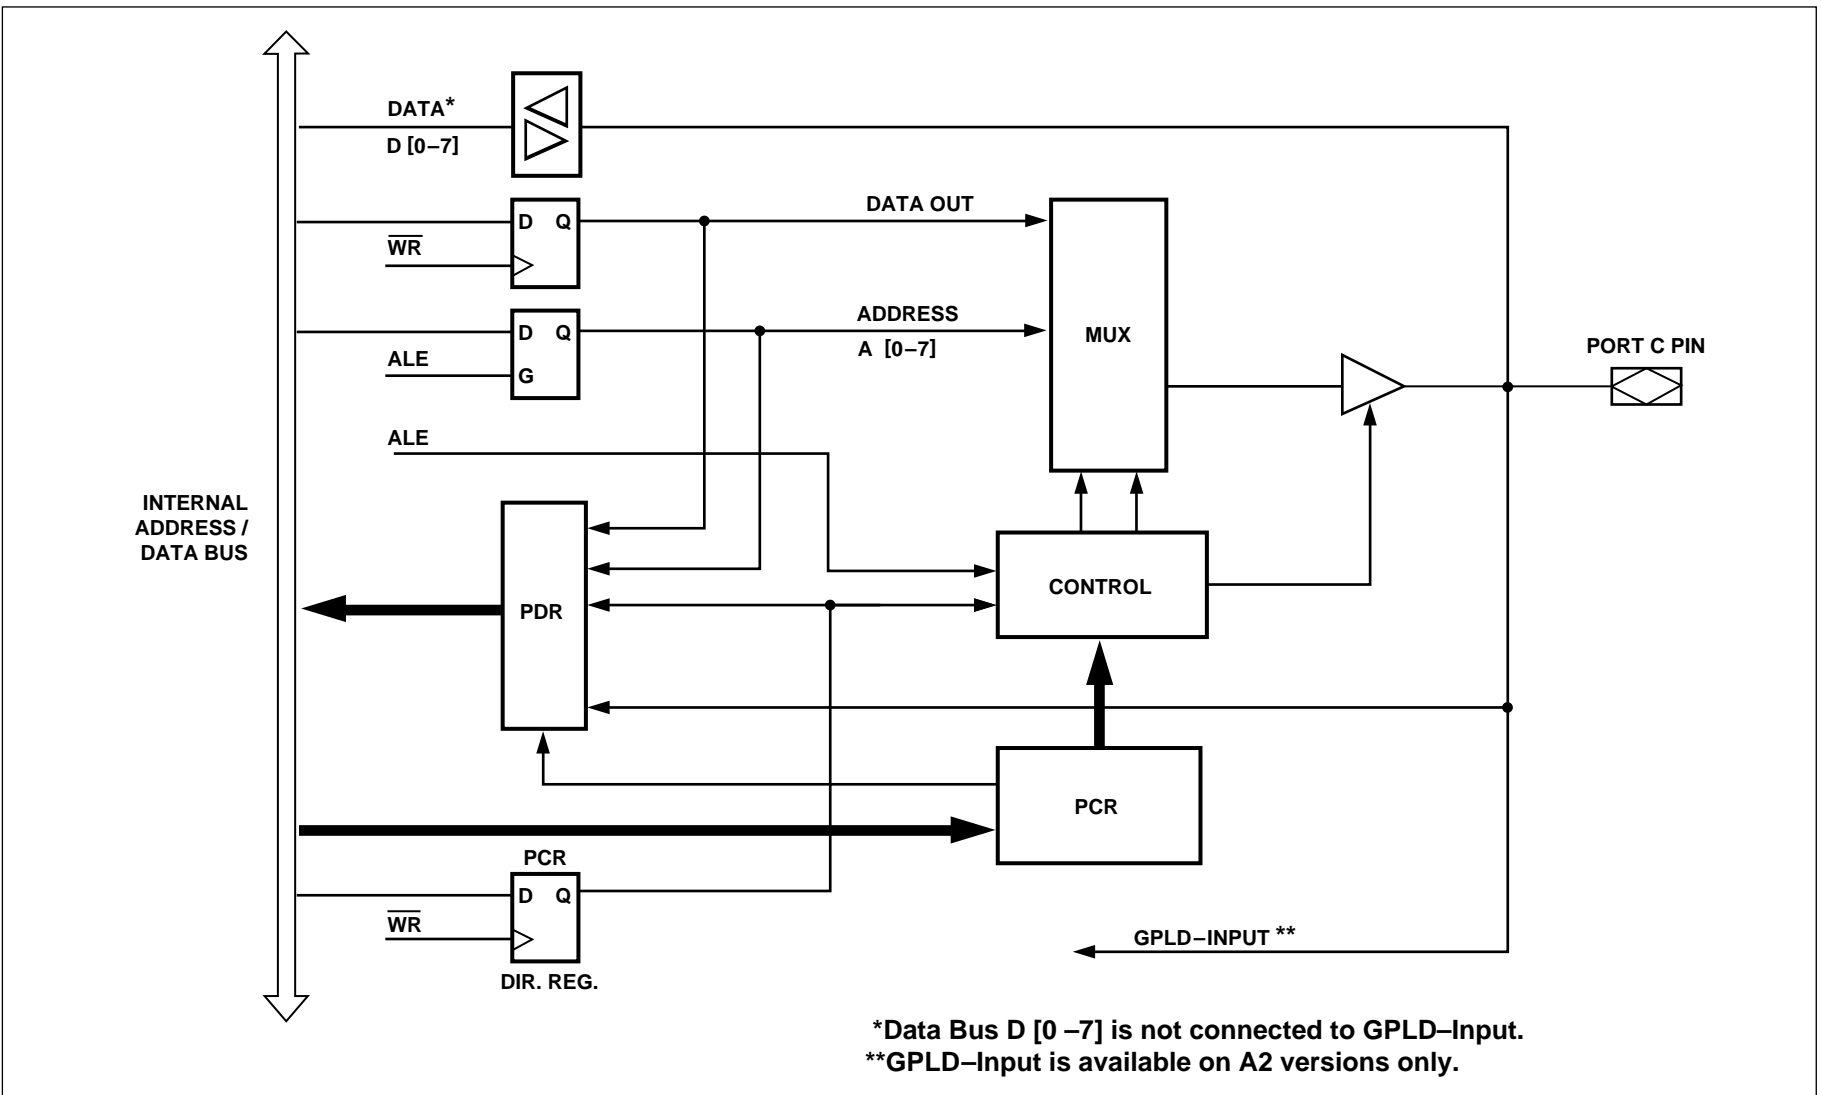 DATA*
D [0–7]
D Q
DATA OUT
WR
D Q
ADDRESS
A [0–7]
ALE
G
MUX
PORT C PIN
ALE
INTERNAL
ADDRESS /
DATA BUS
PDR
CONTROL
PCR
PCR
D Q
WR
DIR. REG.
GPLD–INPUT **
*Data Bus D [0 –7] is not connected to GPLD–Input.
**GPLD–Input is available on A2 versions only.